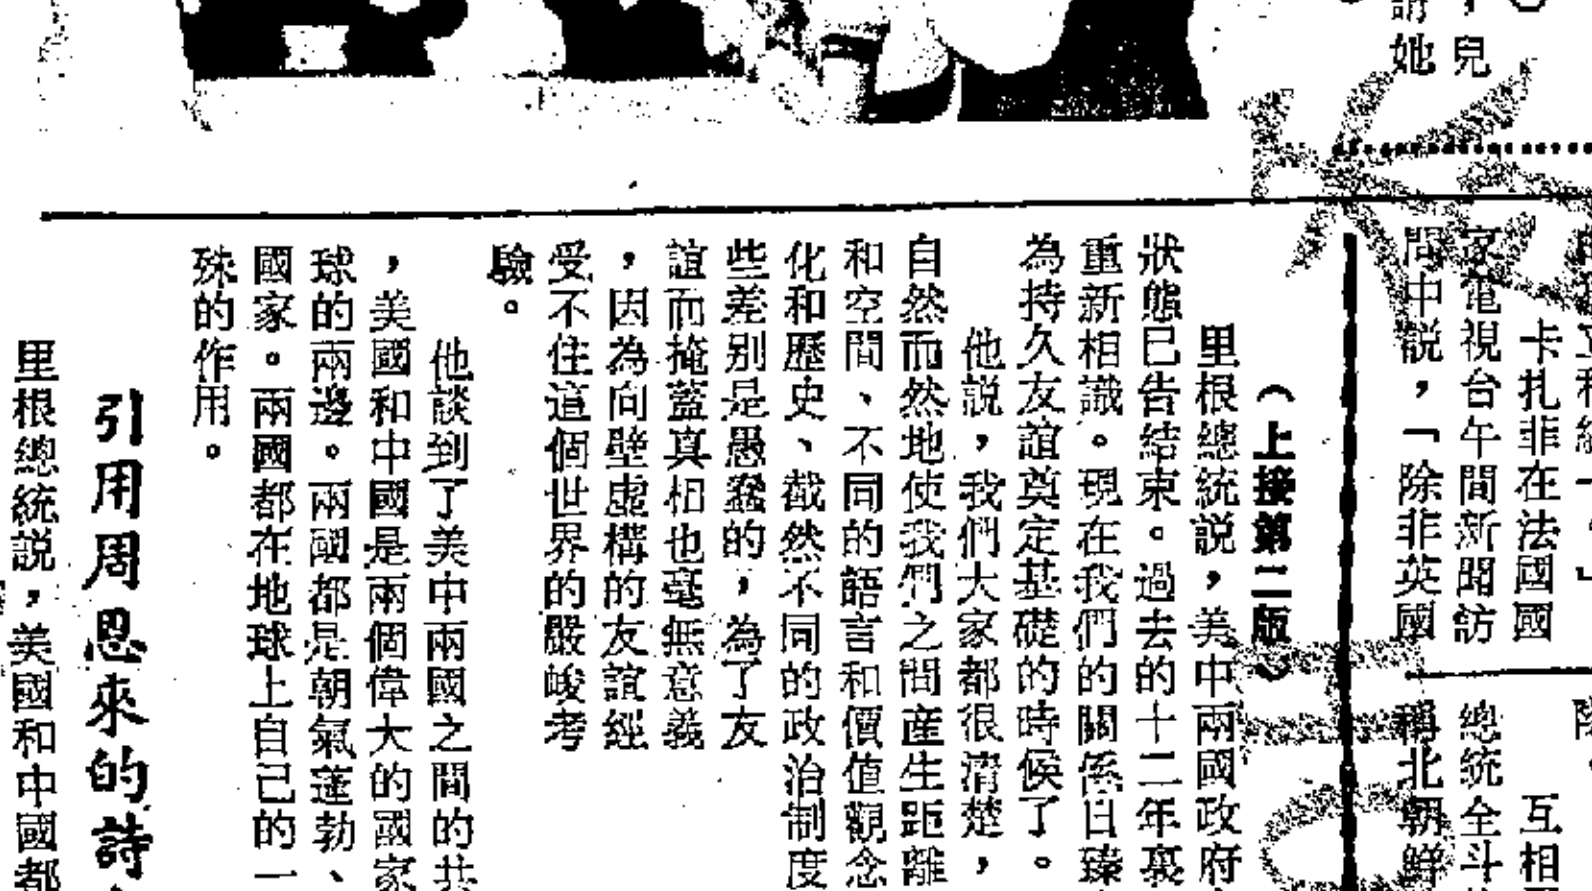 ，兒
請她
卡扎菲在法國國
家電視台午間新聞訪
問中説，「除非英國
互相
總統全斗
稱北朝鮮
（上接第二版）
里根總統説，美中兩國政府
狀態已告結束。過去的十二年裏
重新相識。現在我們的關係日臻
為持久友誼奠定基礎的時候了。
他説，我們大家都很清楚，
自然而然地使我們之間産生距離
和空間、不同的語言和價值觀念
化和歷史、截然不同的政治制度
些差别是愚蠢的，為了友
誼而掩蓋真相也毫無意義
，因為向壁虛構的友誼經
受不住這個世界的嚴峻考
驗。
他談到了美中兩國之間的共
，美國和中國是兩個偉大的國家
球的兩邊。兩國都是朝氣蓬勃、
國家。兩國都在地球上自己的一
殊的作用。
引用周恩來的詩
里根總統説，美國和中國都